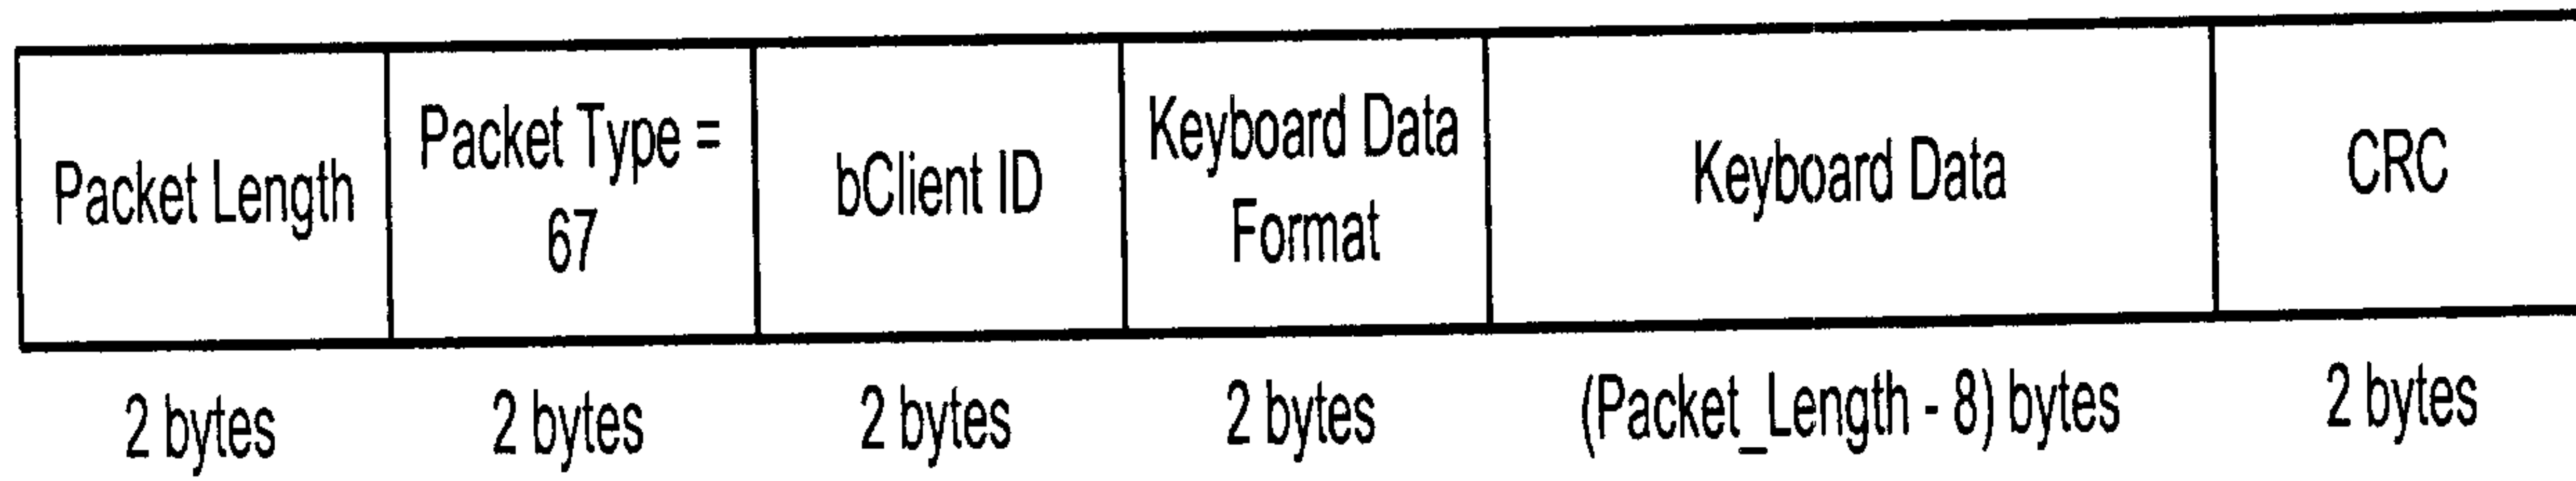 Packet Length
Packet Type =
67
bClient ID
Keyboard Data
Format
Keyboard Data
CRC
2 bytes
2 bytes
2 bytes
2 bytes
(Packet_Length - 8) bytes
2 bytes